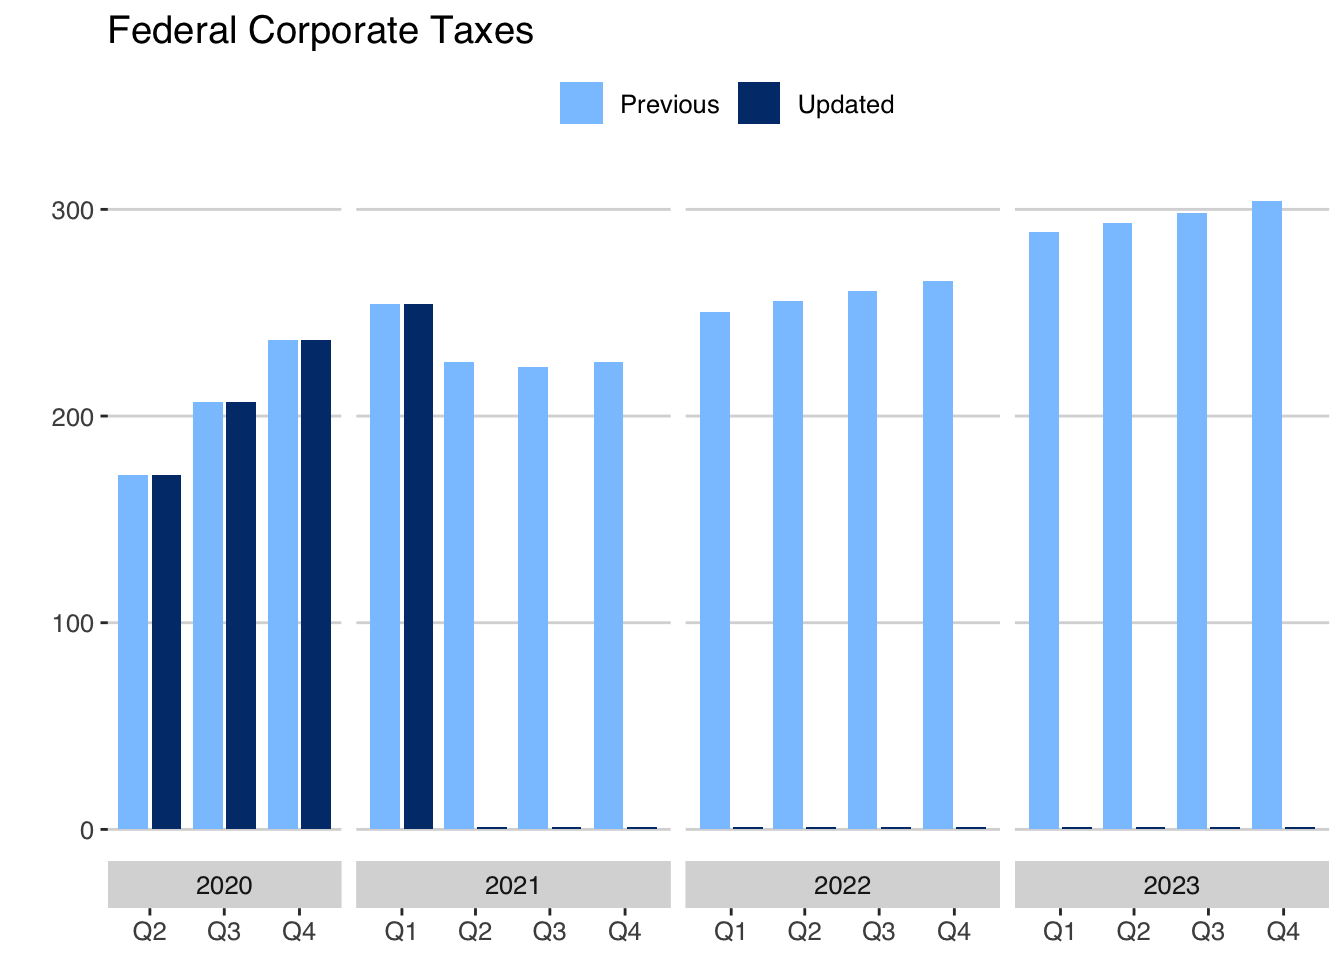 Federal Corporate Taxes
Previous Updated
300
200
100
0
2020 2021 2022 2023
Q2 Q3 Q4 Q1 Q2 Q3 Q4 Q1 Q2 Q3 Q4 Q1 Q2 Q3 Q4